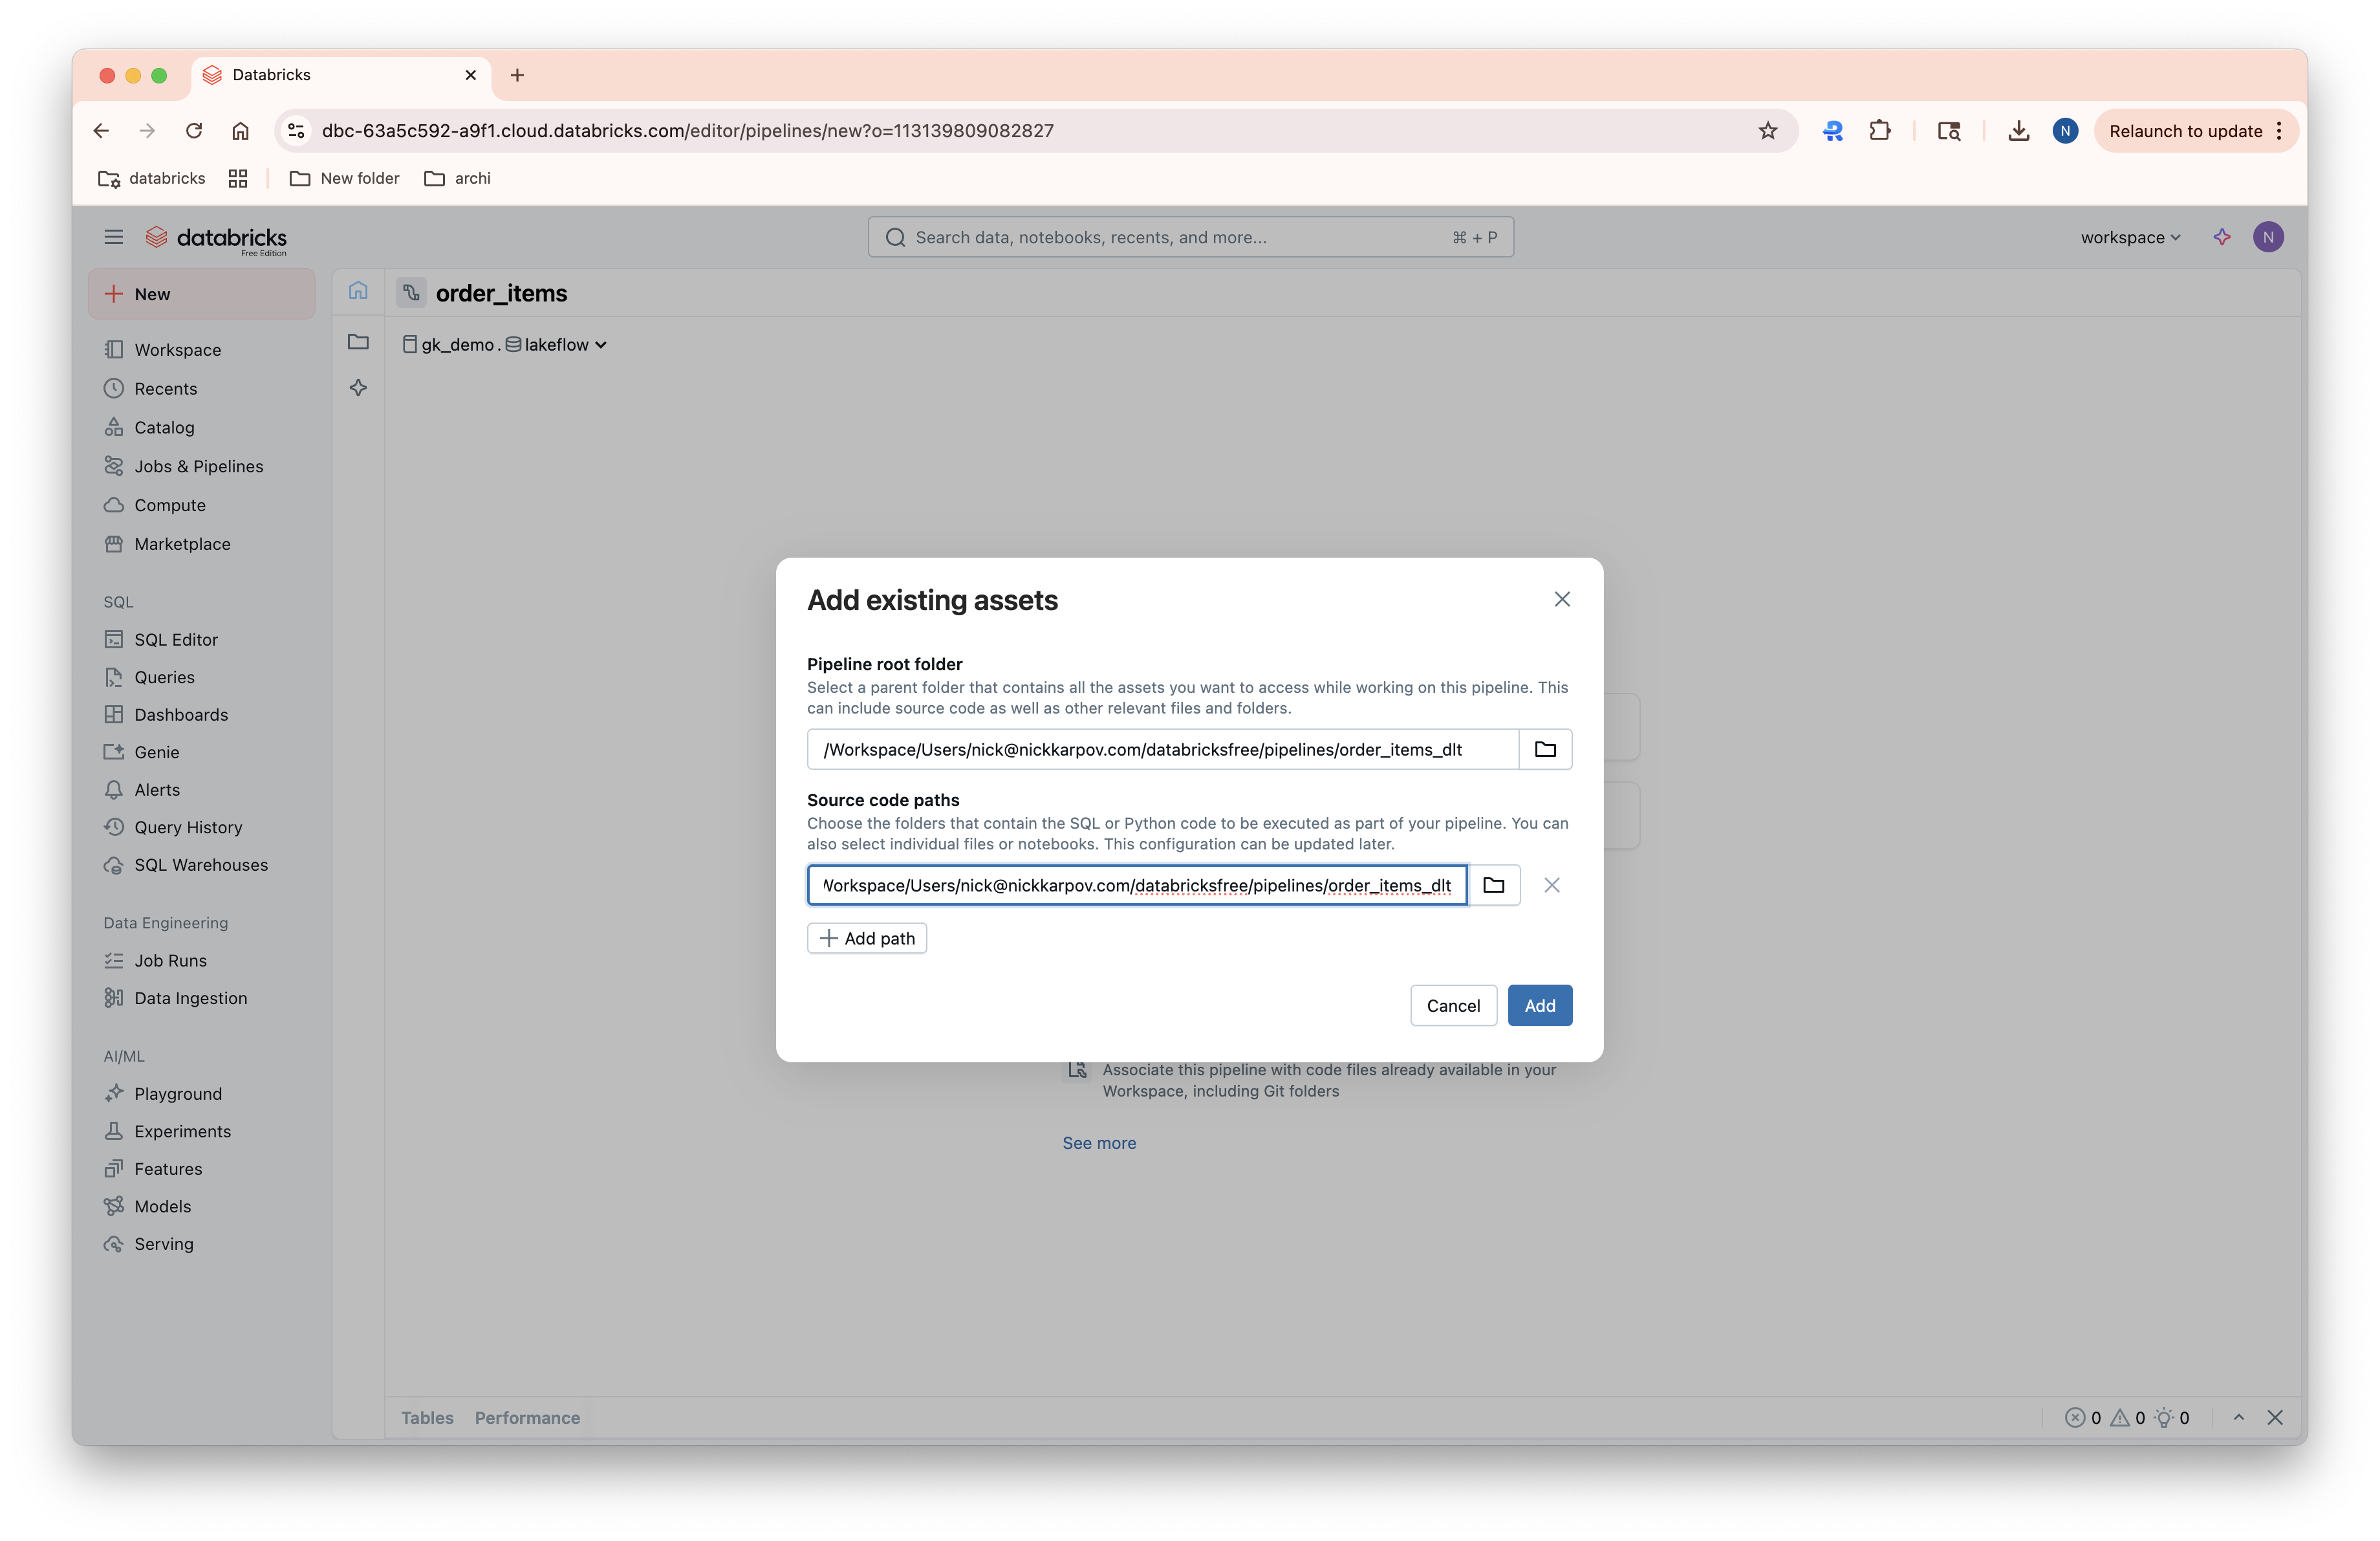 Databricks
dbc-63a5c592-a9f1.cloud.databricks.com/editor/pipelines/new?o=113139809082827
N
Relaunch to update
databricks
New folder
archi
databricks
Free Edition
Search data, notebooks, recents, and more...
⌘ + P
workspace
N
New
order_items
gk_demo . lakeflow
Workspace
Recents
Catalog
Jobs & Pipelines
Compute
Marketplace
SQL
SQL Editor
Queries
Dashboards
Genie
Alerts
Query History
SQL Warehouses
Data Engineering
Job Runs
Data Ingestion
AI/ML
Playground
Experiments
Features
Models
Serving
Add existing assets
Pipeline root folder
Select a parent folder that contains all the assets you want to access while working on this pipeline. This
can include source code as well as other relevant files and folders.
/Workspace/Users/nick@nickkarpov.com/databricksfree/pipelines/order_items_dlt
Source code paths
Choose the folders that contain the SQL or Python code to be executed as part of your pipeline. You can
also select individual files or notebooks. This configuration can be updated later.
Workspace/Users/nick@nickkarpov.com/databricksfree/pipelines/order_items_dlt
Add path
Cancel
Add
Associate this pipeline with code files already available in your
Workspace, including Git folders
See more
Tables
Performance
0
0
0